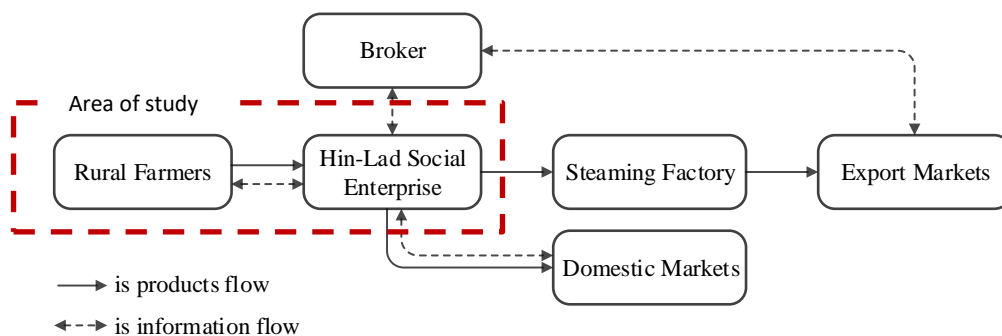 Broker
Area of study
Rural Farmers
Hin-Lad Social
Enterprise
Steaming Factory
Export Markets
Domestic Markets
is products flow
is information flow